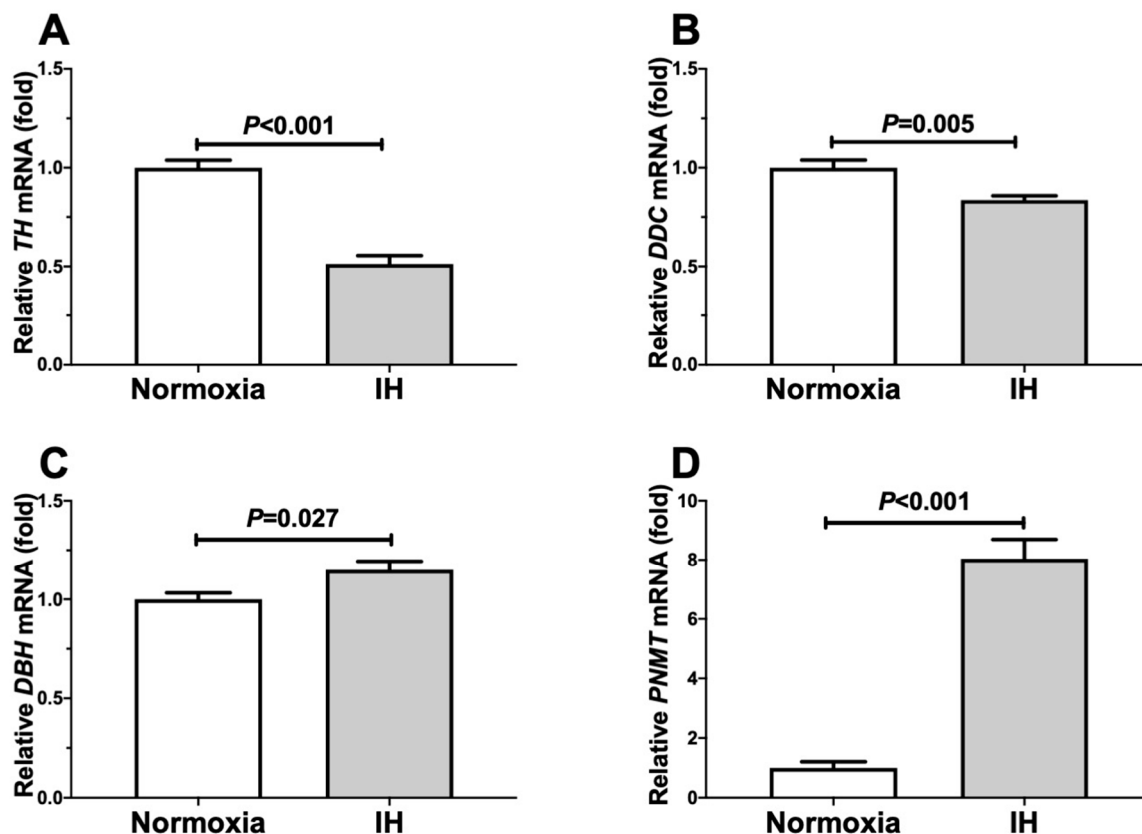 A
Relative TH mRNA (fold)
1.5
1.0
0.5
0.0
P<0.001
Normoxia
IH
B
Rekative DDC mRNA (fold)
1.5
1.0
0.5
0.0
P=0.005
Normoxia
IH
C
Relative DBH mRNA (fold)
1.5
1.0
0.5
0.0
P=0.027
Normoxia
IH
D
Relative PNMT mRNA (fold)
10
8
6
4
2
0
P<0.001
Normoxia
IH